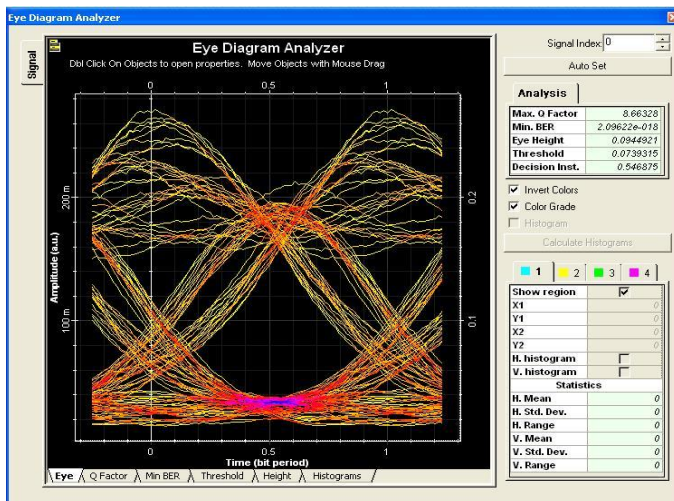 Eye Diagram Analyzer
Signal
Eye Diagram Analyzer
Dbl Click On Objects to open properties. Move Objects with Mouse Drag
0 0.5 1
Amplitude (a.u.)
200 m
100 m
0.2
0.1
0 0.5 1
Time (bit period)
Eye Q Factor Min BER Threshold Height Histograms
Signal Index: 0
Auto Set
Analysis
Max. Q Factor 8.66328
Min. BER 2.09622e-018
Eye Height 0.0944921
Threshold 0.0739315
Decision Inst. 0.546875
Invert Colors
Color Grade
Histogram
Calculate Histograms
1 2 3 4
Show region
X1 0
Y1 0
X2 0
Y2 0
H. histogram
V. histogram
Statistics
H. Mean 0
H. Std. Dev. 0
H. Range 0
V. Mean 0
V. Std. Dev. 0
V. Range 0